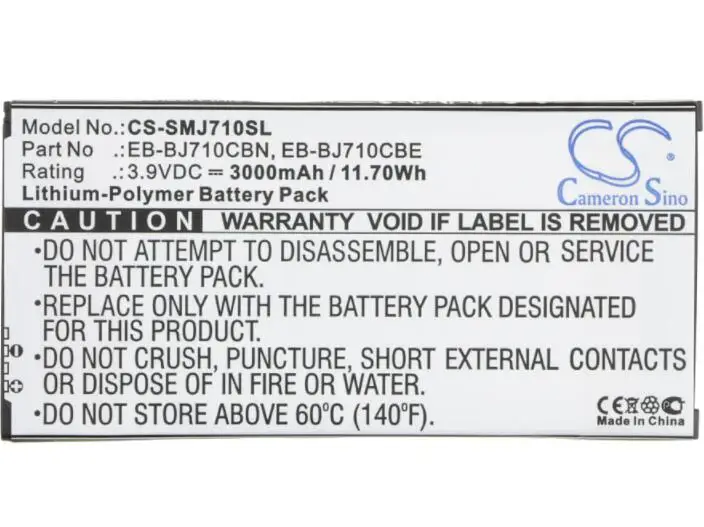 Model No.:CS-SMJ710SL
Part No :EB-BJ710CBN, EB-BJ710CBE
Rating :3.9VDC ⎓ 3000mAh / 11.70Wh
Lithium-Polymer Battery Pack
CS
Cameron Sino
CAUTION WARRANTY VOID IF LABEL IS REMOVED
•DO NOT ATTEMPT TO DISASSEMBLE, OPEN OR SERVICE
THE BATTERY PACK.
•REPLACE ONLY WITH THE BATTERY PACK DESIGNATED
FOR THIS PRODUCT.
•DO NOT CRUSH, PUNCTURE, SHORT EXTERNAL CONTACTS
OR DISPOSE OF IN FIRE OR WATER.
•DO NOT STORE ABOVE 60°C (140°F).
CE
Made In China